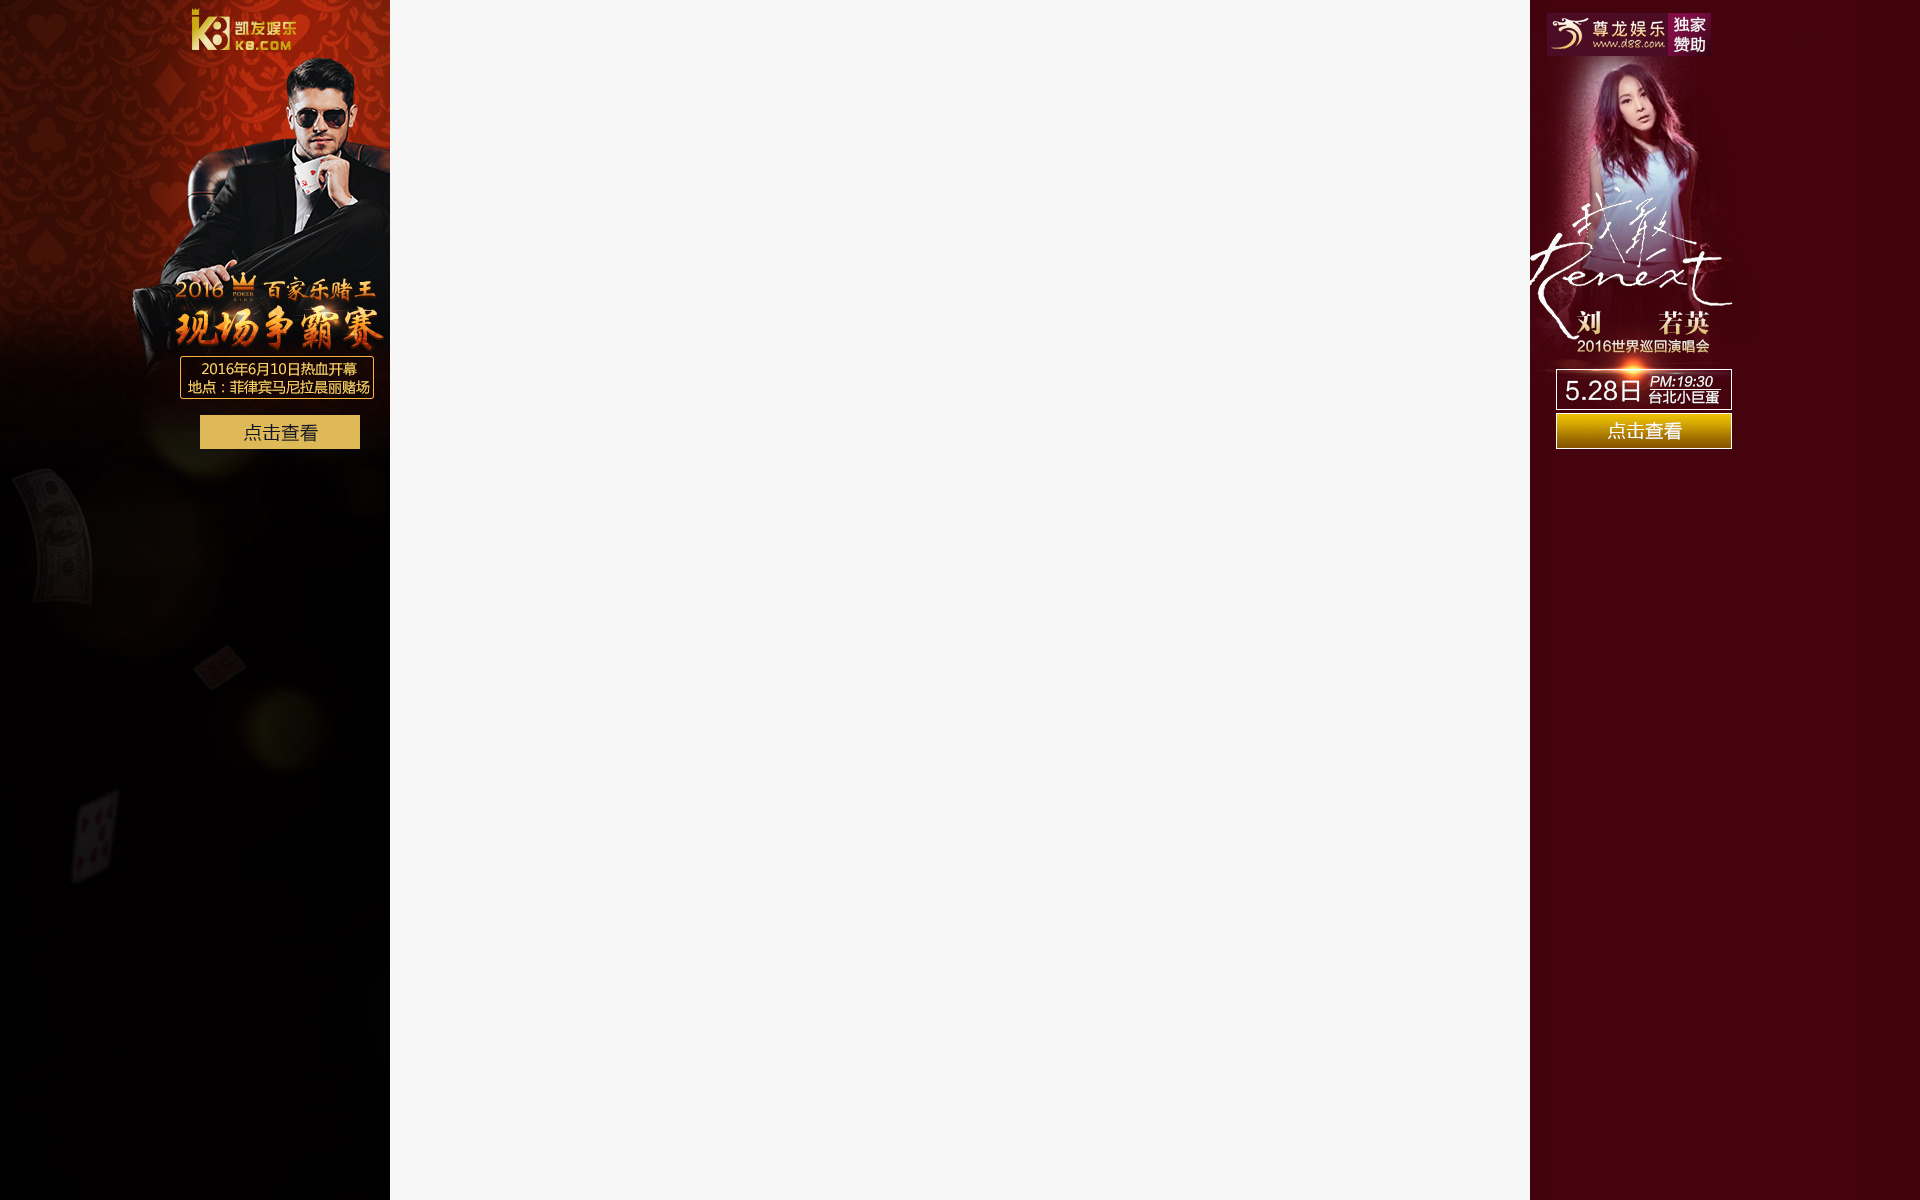 K8 凯发娱乐
K8.COM
2016 POKER KING 百家乐赌王
现场争霸赛
2016年6月10日热血开幕
地点：菲律宾马尼拉晨丽赌场
点击查看
尊龙娱乐 独家
www.d88.com 赞助
我敢
Renext
刘 若英
2016世界巡回演唱会
5.28日 PM:19:30
台北小巨蛋
点击查看